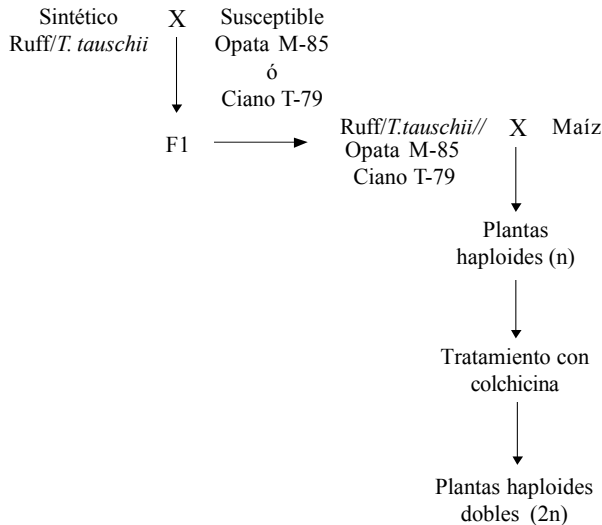 Sintético X Susceptible
Ruff/T. tauschii Opata M-85
ó
Ciano T-79
F1 Ruff/T.tauschii// X Maíz
Opata M-85
Ciano T-79
Plantas
haploides (n)
Tratamiento con
colchicina
Plantas haploides
dobles (2n)